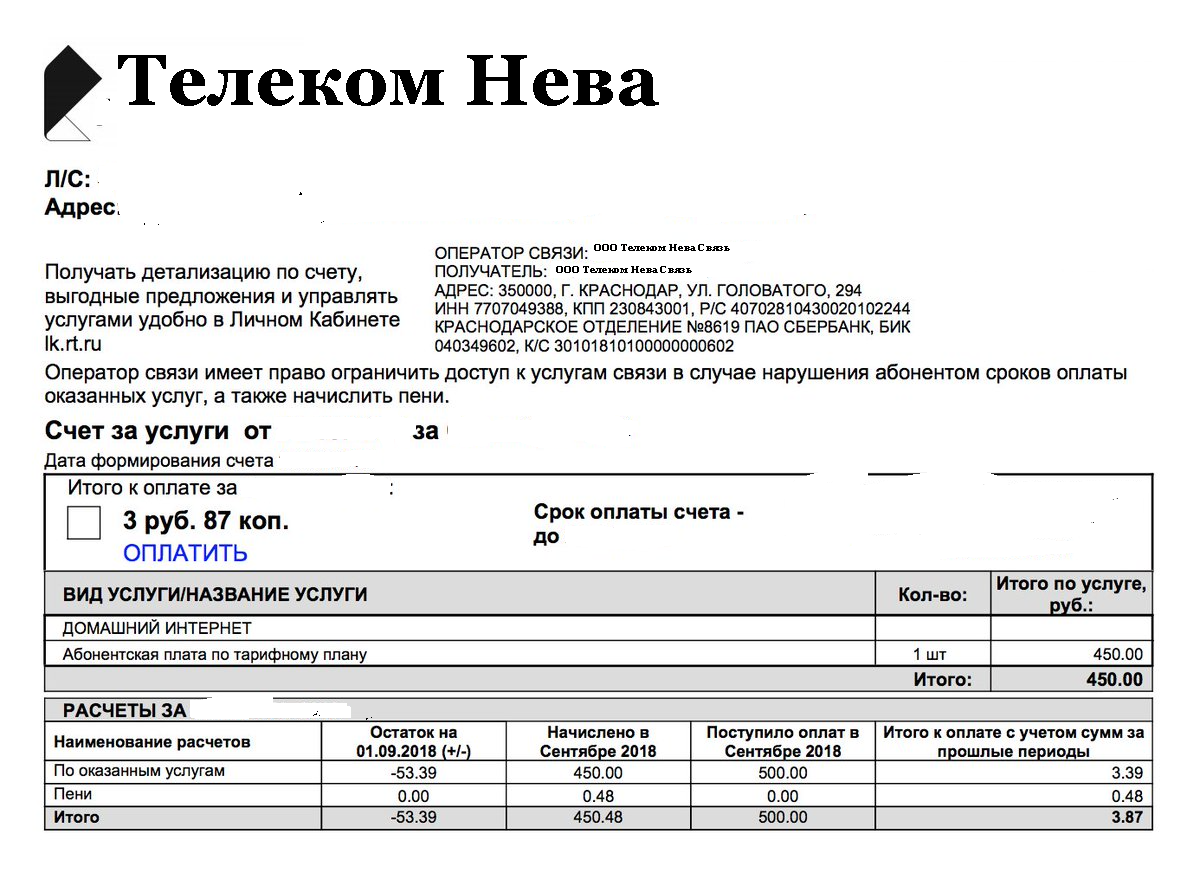 Телеком Нева
Л/С:
Адрес:
Получать детализацию по счету,
выгодные предложения и управлять
услугами удобно в Личном Кабинете
lk.rt.ru
ОПЕРАТОР СВЯЗИ: ООО Телеком Нева Связь
ПОЛУЧАТЕЛЬ: ООО Телеком Нева Связь
АДРЕС: 350000, Г. КРАСНОДАР, УЛ. ГОЛОВАТОГО, 294
ИНН 7707049388, КПП 230843001, Р/С 40702810430020102244
КРАСНОДАРСКОЕ ОТДЕЛЕНИЕ №8619 ПАО СБЕРБАНК, БИК
040349602, К/С 30101810100000000602
Оператор связи имеет право ограничить доступ к услугам связи в случае нарушения абонентом сроков оплаты
оказанных услуг, а также начислить пени.
Счет за услуги от за
Дата формирования счета
Итого к оплате за :
3 руб. 87 коп.
ОПЛАТИТЬ
Срок оплаты счета -
до
ВИД УСЛУГИ/НАЗВАНИЕ УСЛУГИ Кол-во: Итого по услуге, руб.:
ДОМАШНИЙ ИНТЕРНЕТ
Абонентская плата по тарифному плану 1 шт 450.00
Итого: 450.00
РАСЧЕТЫ ЗА
Наименование расчетов Остаток на 01.09.2018 (+/-) Начислено в Сентябре 2018 Поступило оплат в Сентябре 2018 Итого к оплате с учетом сумм за прошлые периоды
По оказанным услугам -53.39 450.00 500.00 3.39
Пени 0.00 0.48 0.00 0.48
Итого -53.39 450.48 500.00 3.87